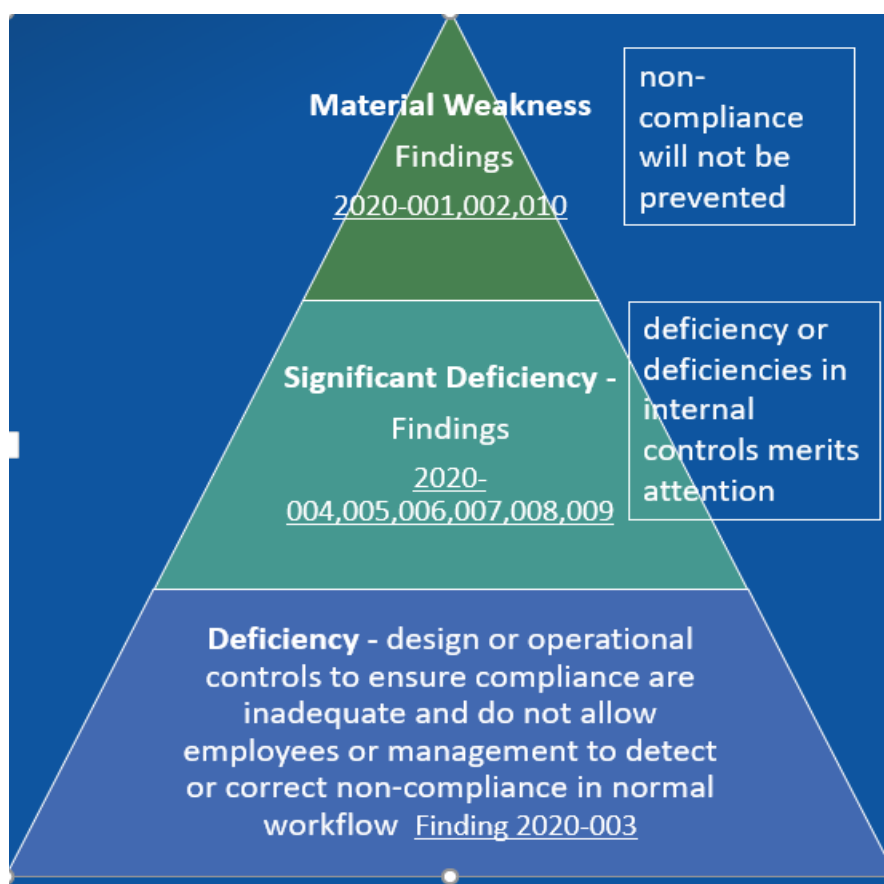 Material Weakness
Findings
2020-001,002,010
non-
compliance
will not be
prevented
Significant Deficiency -
Findings
2020-
004,005,006,007,008,009
deficiency or
deficiencies in
internal
controls merits
attention
Deficiency - design or operational
controls to ensure compliance are
inadequate and do not allow
employees or management to detect
or correct non-compliance in normal
workflow Finding 2020-003